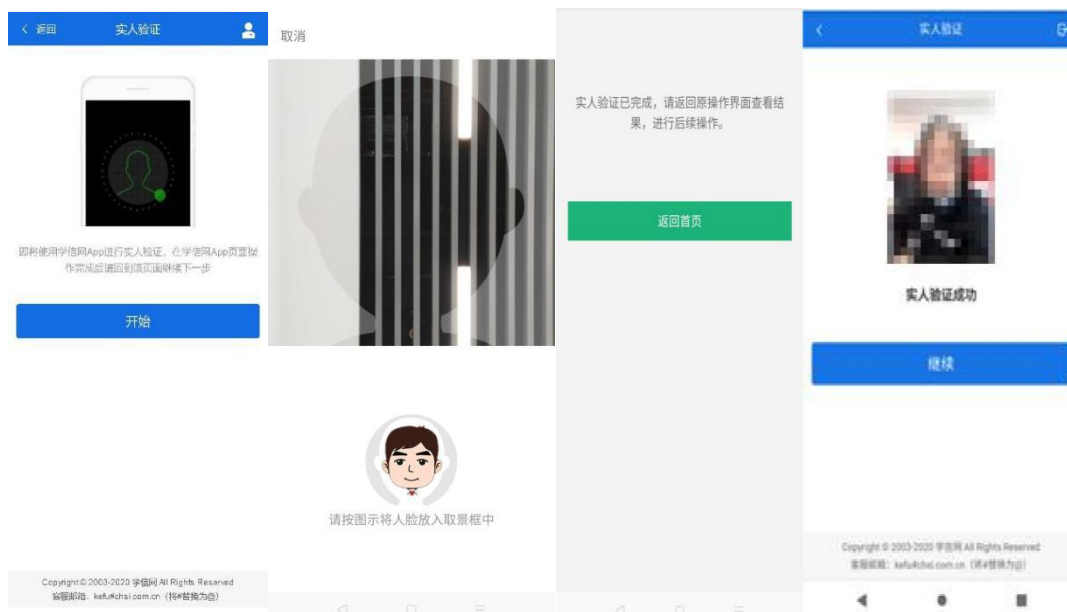 返回
实人验证
即将使用学信网App进行实人验证，在学信网App页面操
作完成后请回到该页面继续下一步
开始
Copyright © 2003-2020 学信网 All Rights Reserved
客服邮箱：kefu#chsi.com.cn（将#替换为@）
取消
请按图示将人脸放入取景框中
实人验证已完成，请返回原操作界面查看结
果，进行后续操作。
返回首页
实人验证
实人验证成功
继续
Copyright © 2003-2020 学信网 All Rights Reserved
客服邮箱：kefu#chsi.com.cn（将#替换为@）